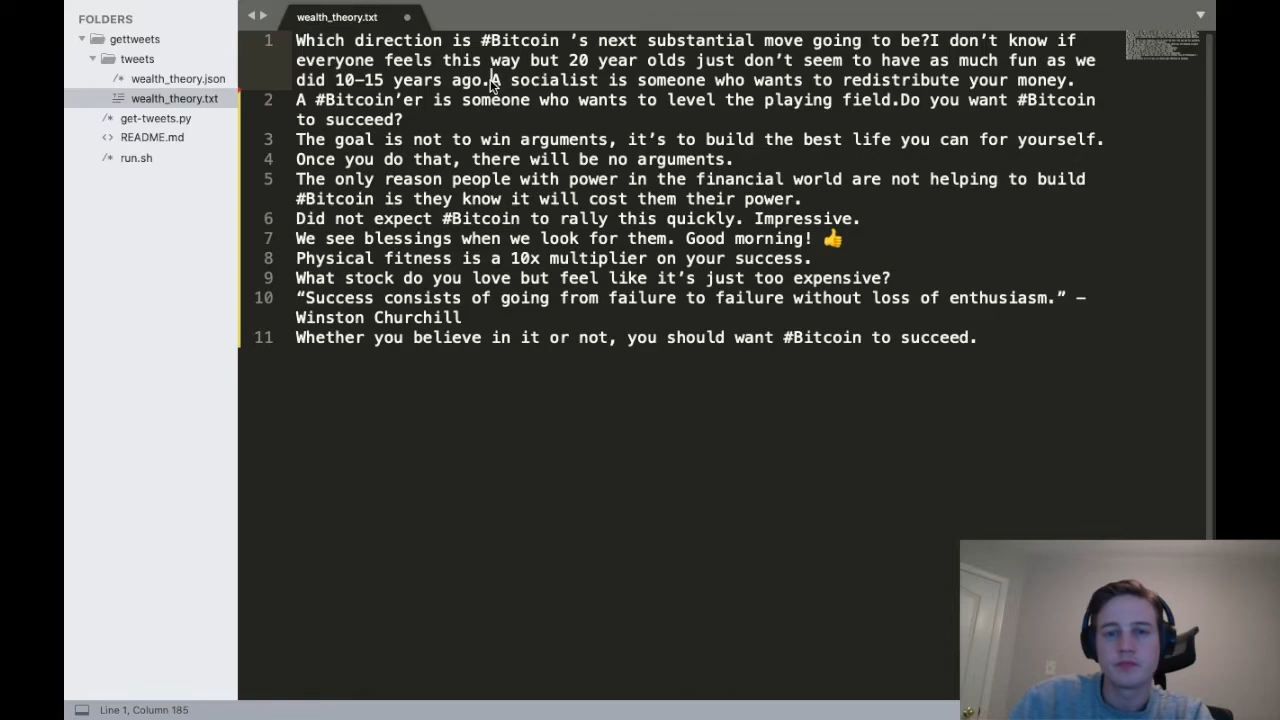 FOLDERS
gettweets
tweets
wealth_theory.json
wealth_theory.txt
get-tweets.py
README.md
run.sh
wealth_theory.txt
1 Which direction is #Bitcoin 's next substantial move going to be?I don’t know if
everyone feels this way but 20 year olds just don’t seem to have as much fun as we
did 10-15 years ago.A socialist is someone who wants to redistribute your money.
2 A #Bitcoin’er is someone who wants to level the playing field.Do you want #Bitcoin
to succeed?
3 The goal is not to win arguments, it’s to build the best life you can for yourself.
4 Once you do that, there will be no arguments.
5 The only reason people with power in the financial world are not helping to build
#Bitcoin is they know it will cost them their power.
6 Did not expect #Bitcoin to rally this quickly. Impressive.
7 We see blessings when we look for them. Good morning! 👍
8 Physical fitness is a 10x multiplier on your success.
9 What stock do you love but feel like it’s just too expensive?
10 “Success consists of going from failure to failure without loss of enthusiasm.” –
Winston Churchill
11 Whether you believe in it or not, you should want #Bitcoin to succeed.
Line 1, Column 185